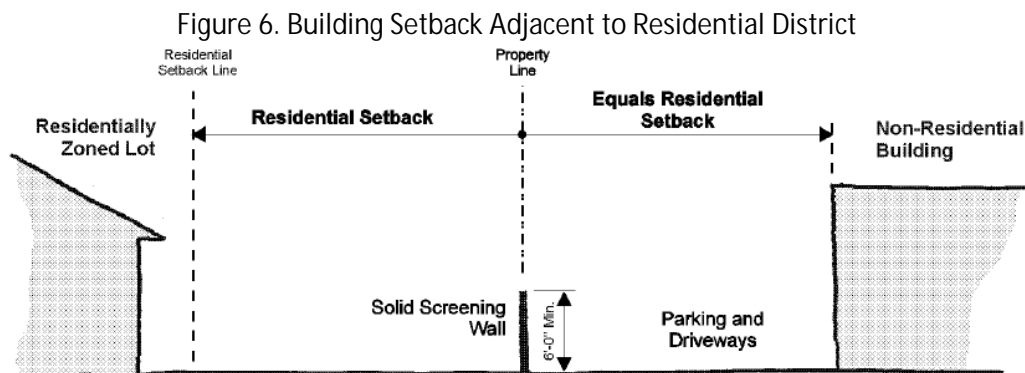 Figure 6. Building Setback Adjacent to Residential District
Residential
Setback Line
Property
Line
Residential Setback
Equals Residential
Setback
Residentially
Zoned Lot
Non-Residential
Building
Solid Screening
Wall
6'-0" Min.
Parking and
Driveways